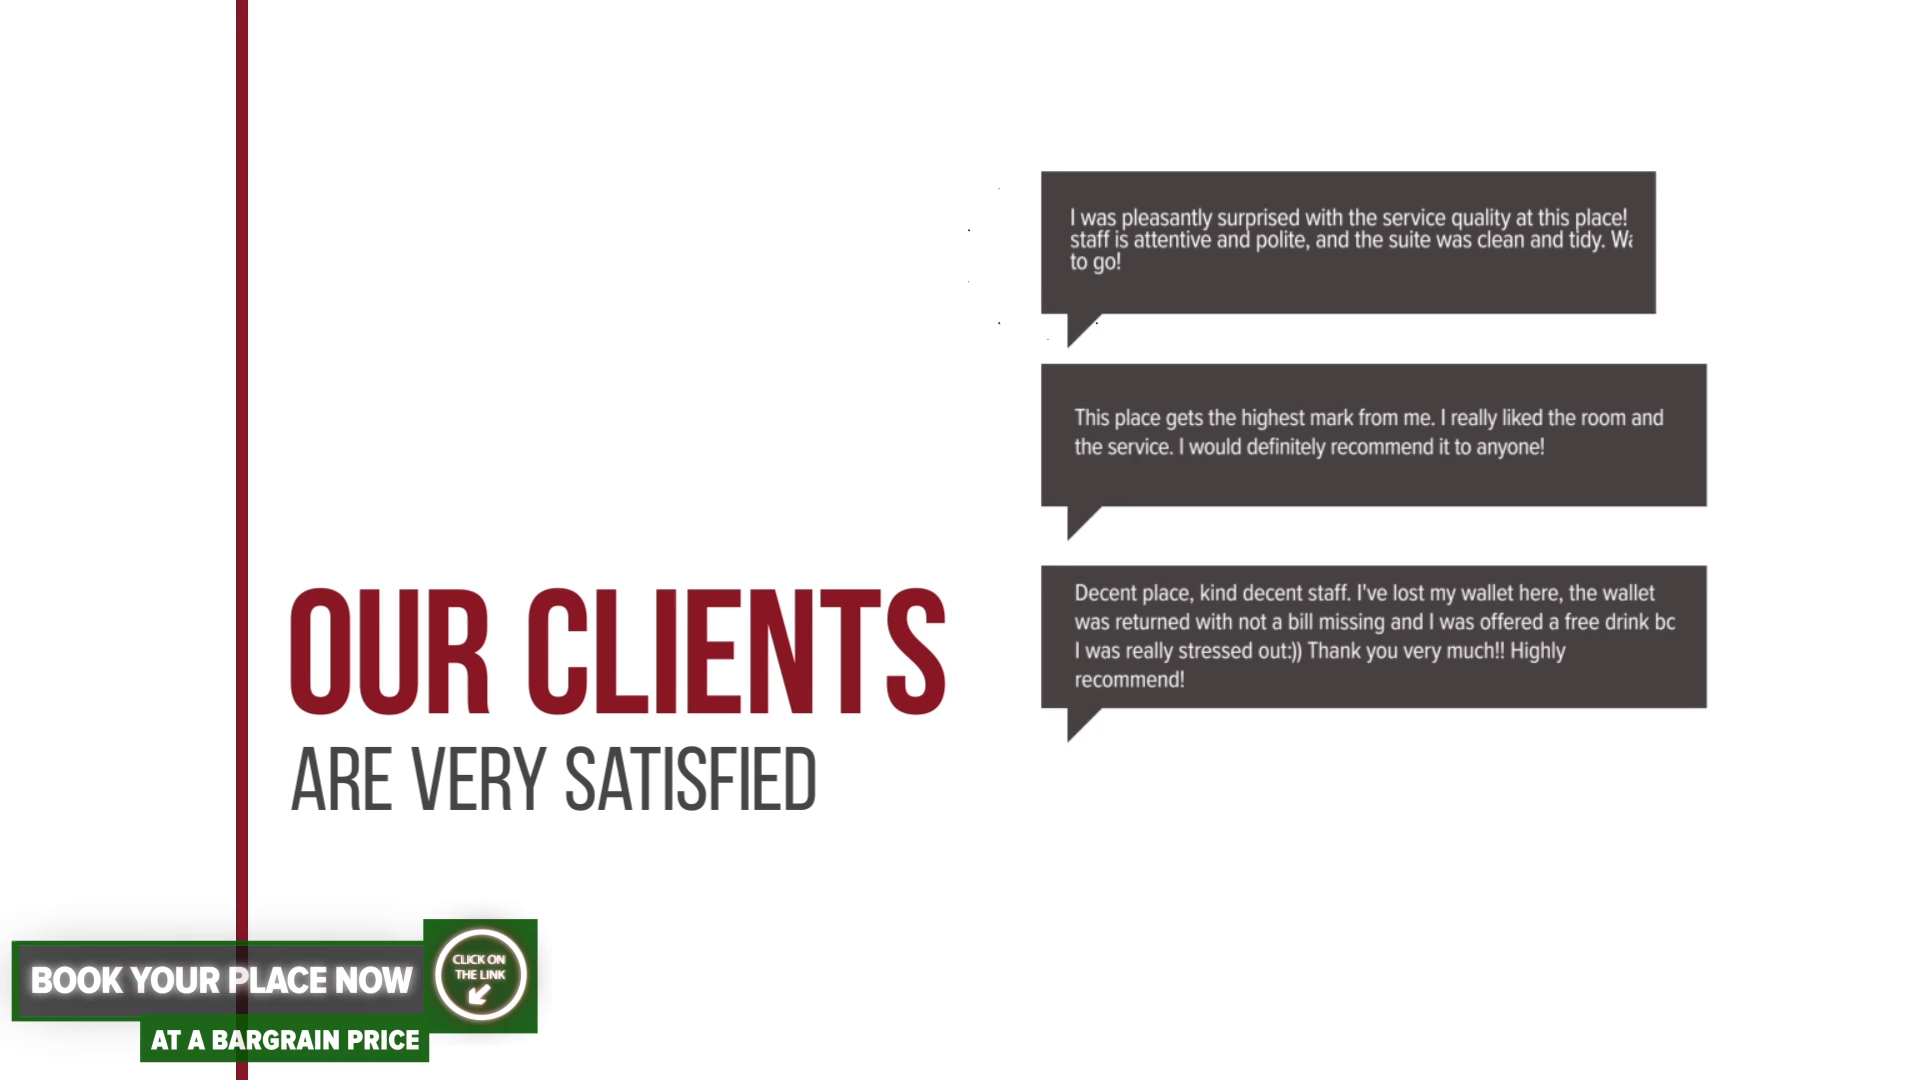 I was pleasantly surprised with the service quality at this place!
staff is attentive and polite, and the suite was clean and tidy.
to go!
This place gets the highest mark from me. I really liked the room and
the service. I would definitely recommend it to anyone!
Decent place, kind decent staff. I've lost my wallet here, the wallet
was returned with not a bill missing and I was offered a free drink bc
I was really stressed out:)) Thank you very much!! Highly
recommend!
OUR CLIENTS
ARE VERY SATISFIED
BOOK YOUR PLACE NOW
CLICK ON
THE LINK
AT A BARGRAIN PRICE